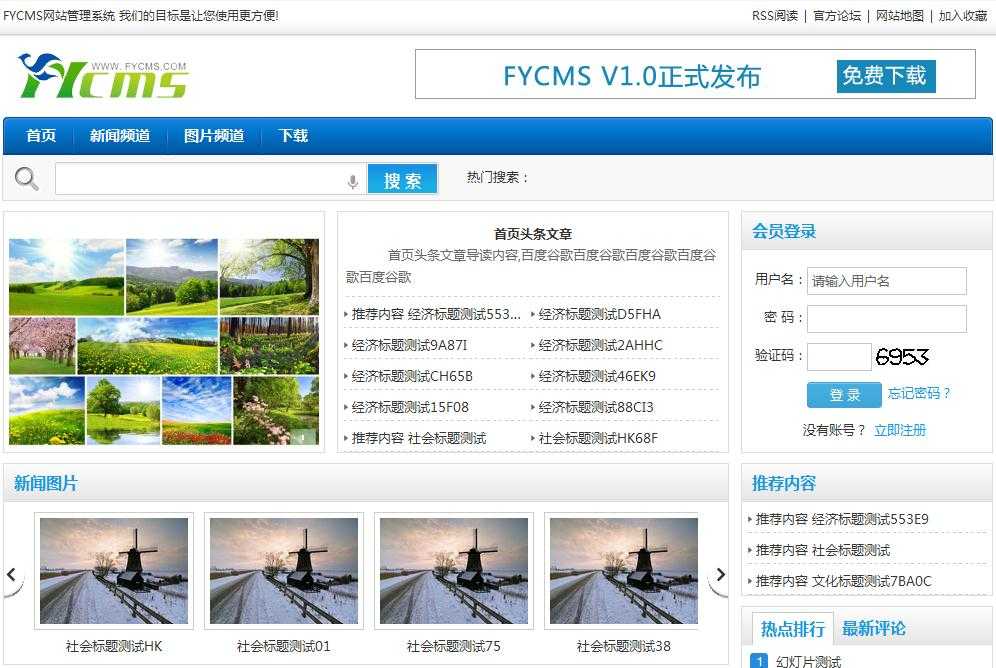 FYCMS网站管理系统 我们的目标是让您使用更方便!
RSS阅读 | 官方论坛 | 网站地图 | 加入收藏
WWW. FYCMS.COM
FYcms
FYCMS V1.0正式发布
免费下载
首页 新闻频道 图片频道 下载
搜 索
热门搜索：
首页头条文章
首页头条文章导读内容,百度谷歌百度谷歌百度谷歌百度谷
歌百度谷歌
推荐内容 经济标题测试553... 经济标题测试D5FHA
经济标题测试9A87I 经济标题测试2AHHC
经济标题测试CH65B 经济标题测试46EK9
经济标题测试15F08 经济标题测试88CI3
推荐内容 社会标题测试 社会标题测试HK68F
会员登录
用户名： 请输入用户名
密 码：
验证码： 6953
登 录 忘记密码？
没有账号？ 立即注册
新闻图片
社会标题测试HK 社会标题测试01 社会标题测试75 社会标题测试38
推荐内容
推荐内容 经济标题测试553E9
推荐内容 社会标题测试
推荐内容 文化标题测试7BA0C
热点排行 最新评论
1 幻灯片测试